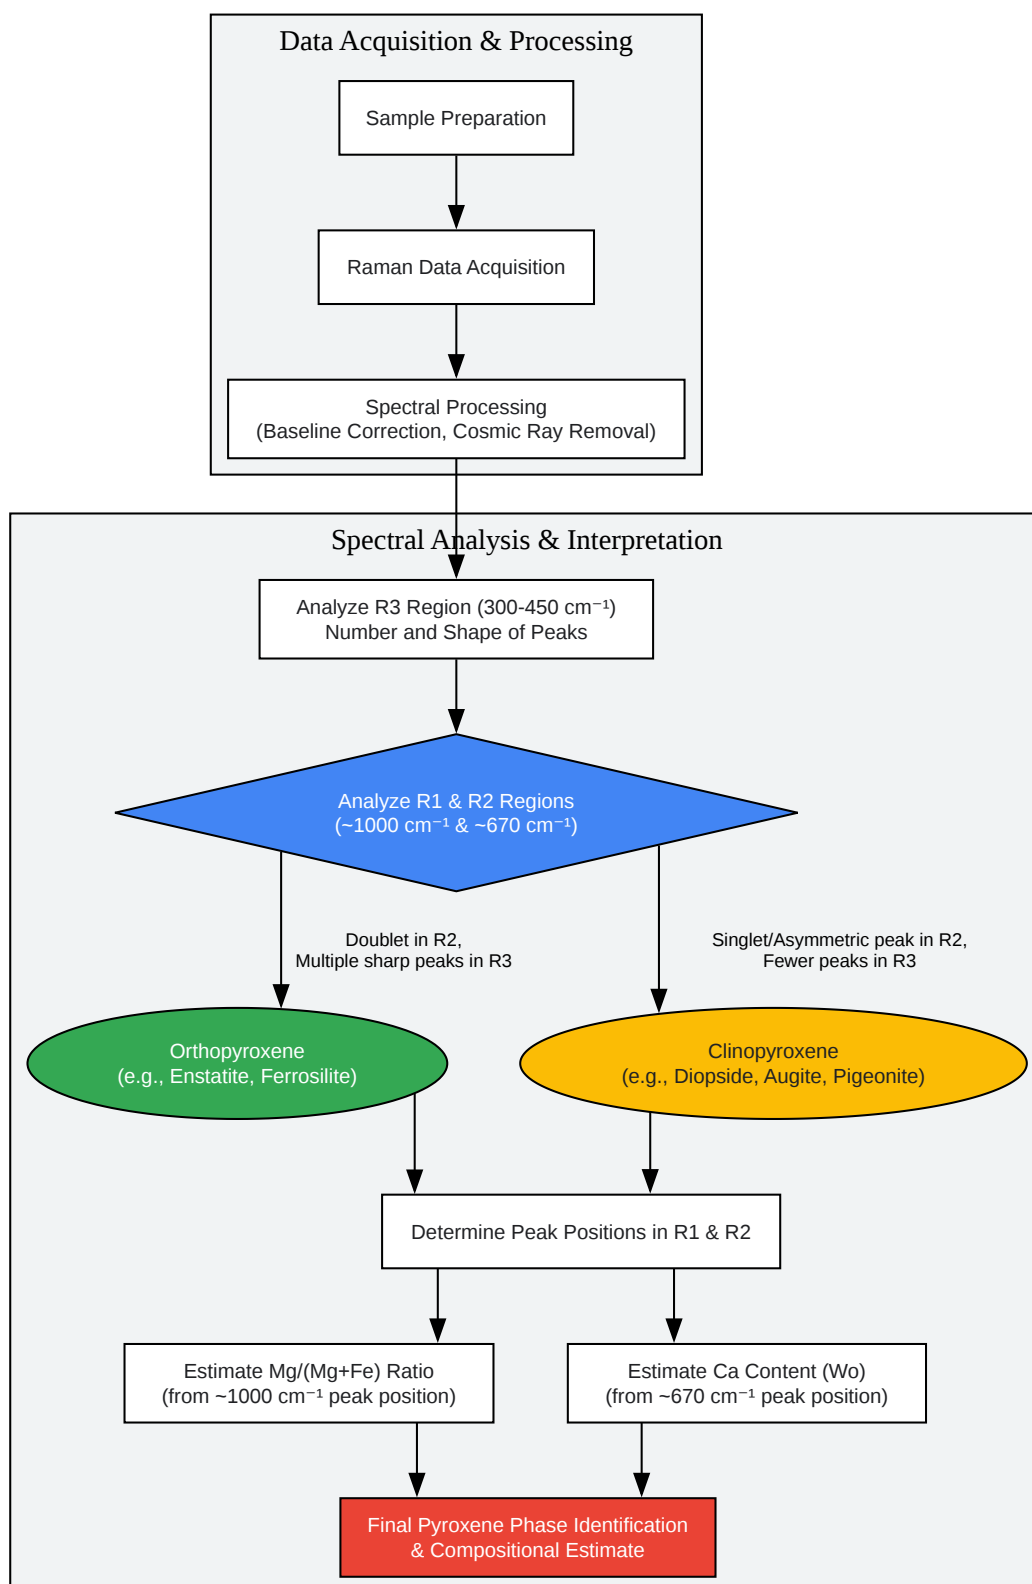 Data Acquisition & Processing
Sample Preparation
Raman Data Acquisition
Spectral Processing
(Baseline Correction, Cosmic Ray Removal)
Spectral Analysis & Interpretation
Analyze R3 Region (300-450 cm⁻¹)
Number and Shape of Peaks
Analyze R1 & R2 Regions
(~1000 cm⁻¹ & ~670 cm⁻¹)
Doublet in R2,
Multiple sharp peaks in R3
Singlet/Asymmetric peak in R2,
Fewer peaks in R3
Orthopyroxene
(e.g., Enstatite, Ferrosilite)
Clinopyroxene
(e.g., Diopside, Augite, Pigeonite)
Determine Peak Positions in R1 & R2
Estimate Mg/(Mg+Fe) Ratio
(from ~1000 cm⁻¹ peak position)
Estimate Ca Content (Wo)
(from ~670 cm⁻¹ peak position)
Final Pyroxene Phase Identification
& Compositional Estimate